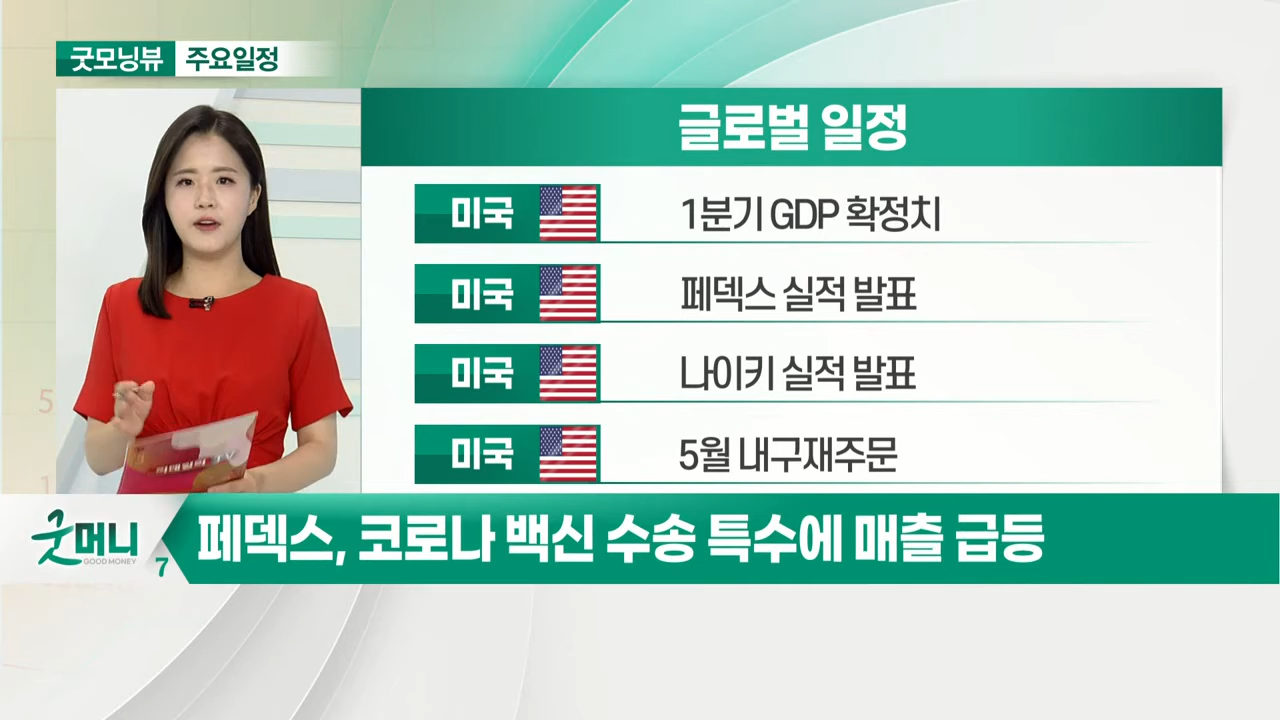 굿모닝뷰 주요일정
글로벌 일정
미국 1분기 GDP 확정치
미국 페덱스 실적 발표
미국 나이키 실적 발표
미국 5월 내구재주문
굿머니
GOOD MONEY
7
페덱스, 코로나 백신 수송 특수에 매출 급등
5
1